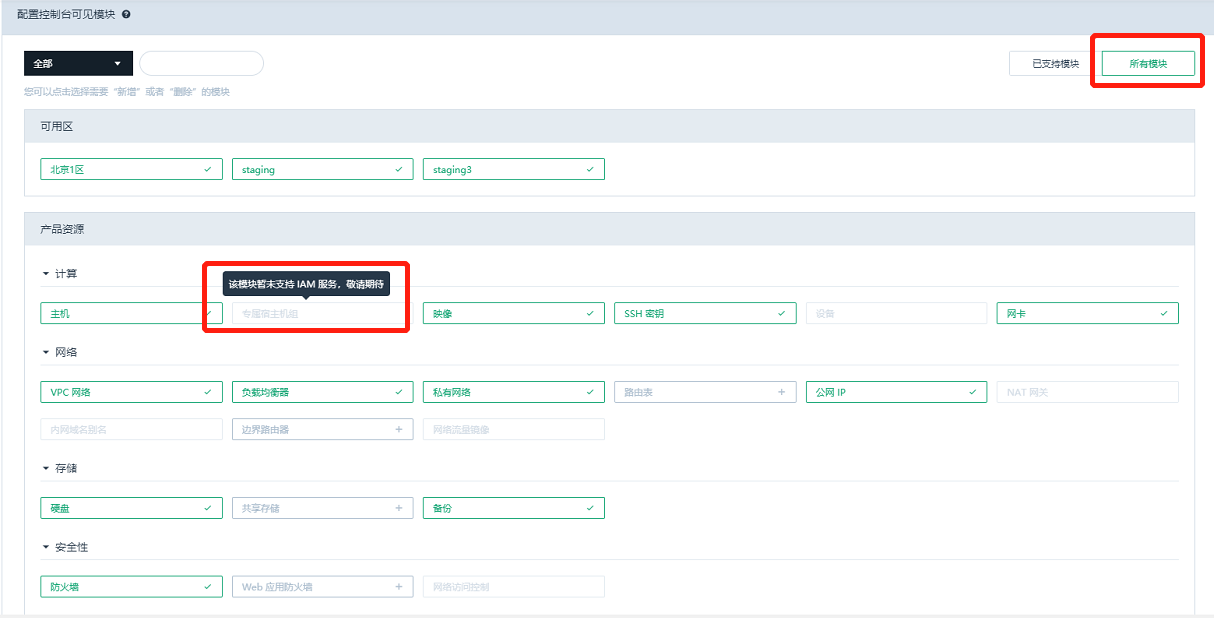 配置控制台可见模块
全部
已支持模块 所有模块
您可以点击选择需要 “新增” 或者 “删除” 的模块
可用区
北京1区 staging staging3
产品资源
计算
该模块暂未支持 IAM 服务，敬请期待
主机 专属宿主机组 映像 SSH 密钥 设备 网卡
网络
VPC 网络 负载均衡器 私有网络 路由表 公网 IP NAT 网关
内网域名别名 边界路由器 网络流量镜像
存储
硬盘 共享存储 备份
安全性
防火墙 Web 应用防火墙 网络访问控制